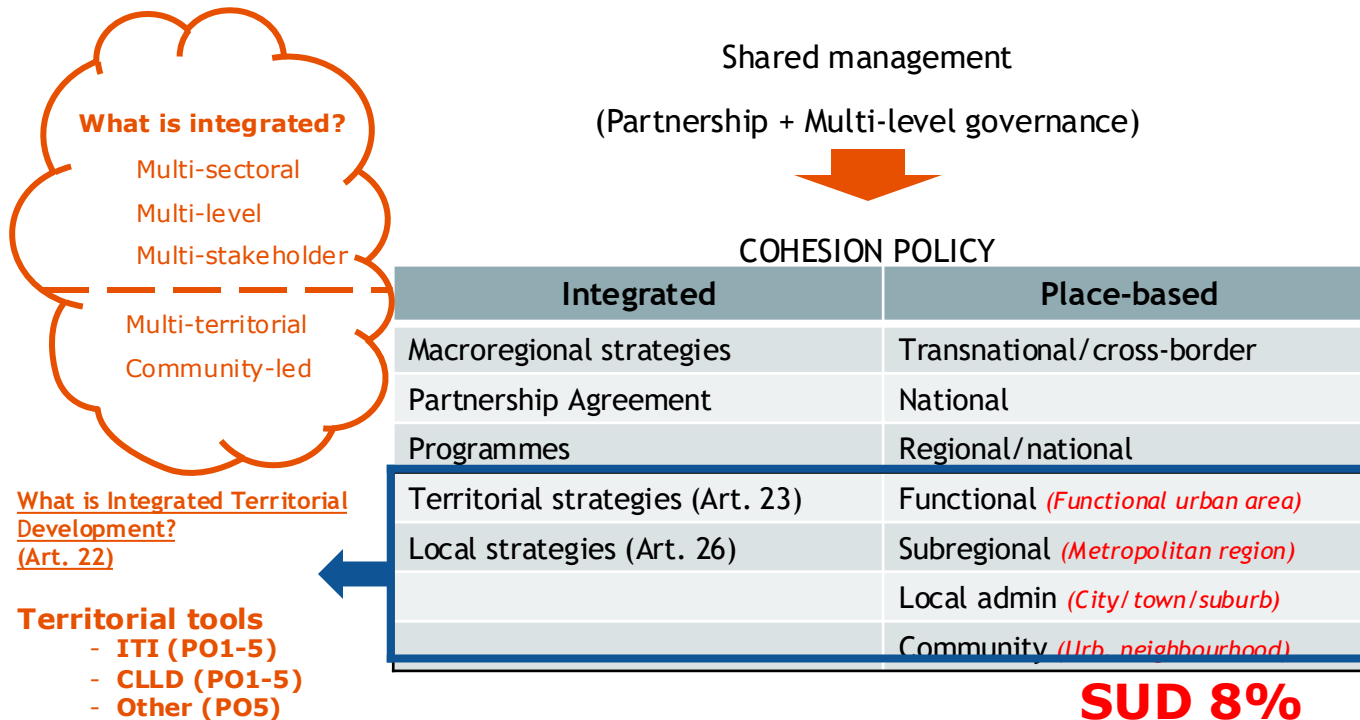 What is integrated?
Multi-sectoral
Multi-level
Multi-stakeholder
Multi-territorial
Community-led
Shared management
(Partnership + Multi-level governance)
COHESION POLICY
Integrated Place-based
Macroregional strategies Transnational/cross-border
Partnership Agreement National
Programmes Regional/national
Territorial strategies (Art. 23) Functional (Functional urban area)
Local strategies (Art. 26) Subregional (Metropolitan region)
Local admin (City/town/suburb)
Community (Urb. neighbourhood)
What is Integrated Territorial
Development?
(Art. 22)
Territorial tools
- ITI (PO1-5)
- CLLD (PO1-5)
- Other (PO5)
SUD 8%